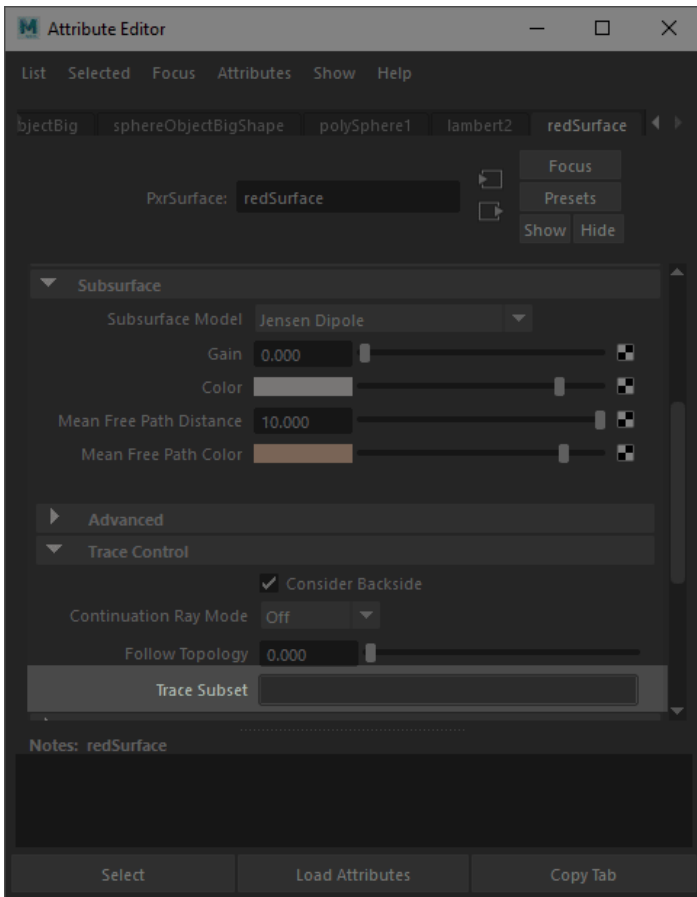 Attribute Editor
List Selected Focus Attributes Show Help
bjectBig sphereObjectBigShape polySphere1 lambert2 redSurface
Focus
PxrSurface: redSurface
Presets
Show Hide
Subsurface
Subsurface Model Jensen Dipole
Gain 0.000
Color
Mean Free Path Distance 10.000
Mean Free Path Color
Advanced
Trace Control
Consider Backside
Continuation Ray Mode Off
Follow Topology 0.000
Trace Subset
Notes: redSurface
Select Load Attributes Copy Tab